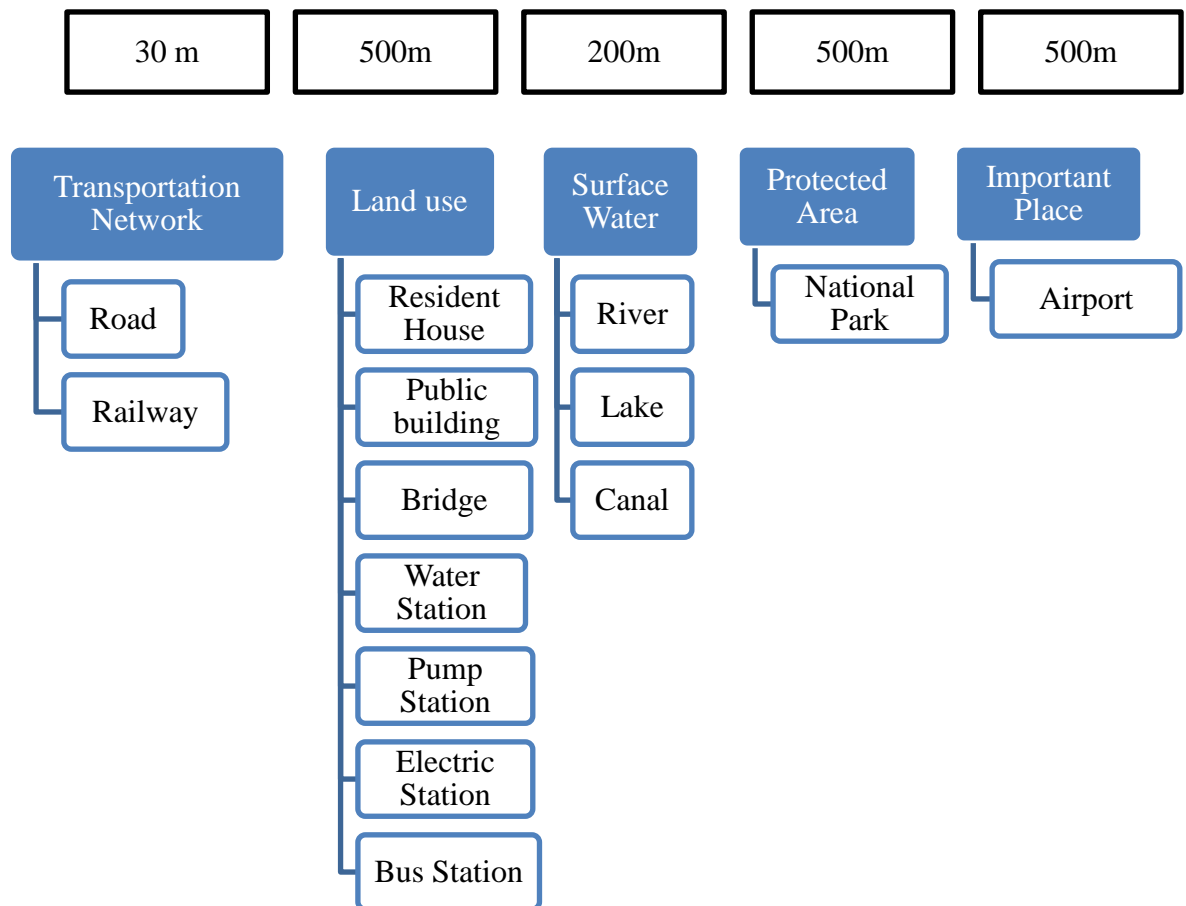 30 m
500m
200m
500m
500m
Transportation
Network
Road
Railway
Land use
Resident
House
Public
building
Bridge
Water
Station
Pump
Station
Electric
Station
Bus Station
Surface
Water
River
Lake
Canal
Protected
Area
National
Park
Important
Place
Airport